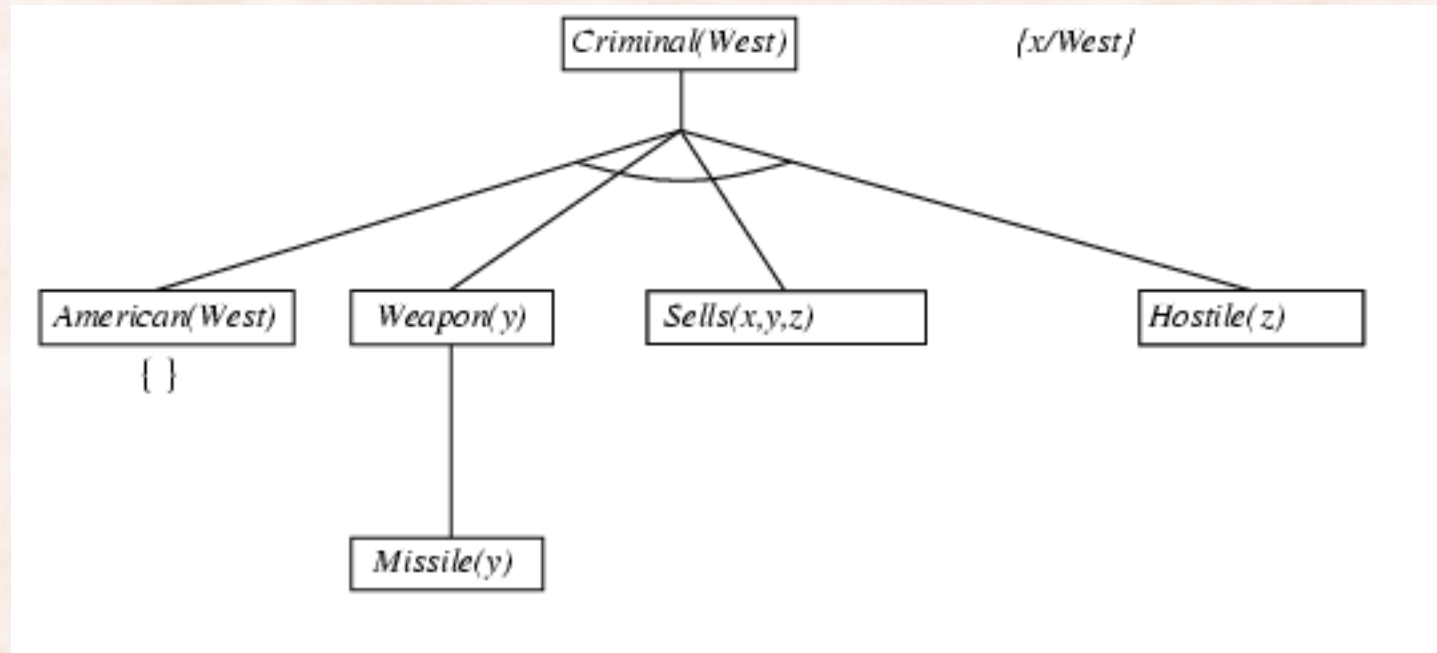 Criminal(West)
{x/West}
American(West)
Weapon(y)
Sells(x,y,z)
Hostile(z)
{ }
Missile(y)